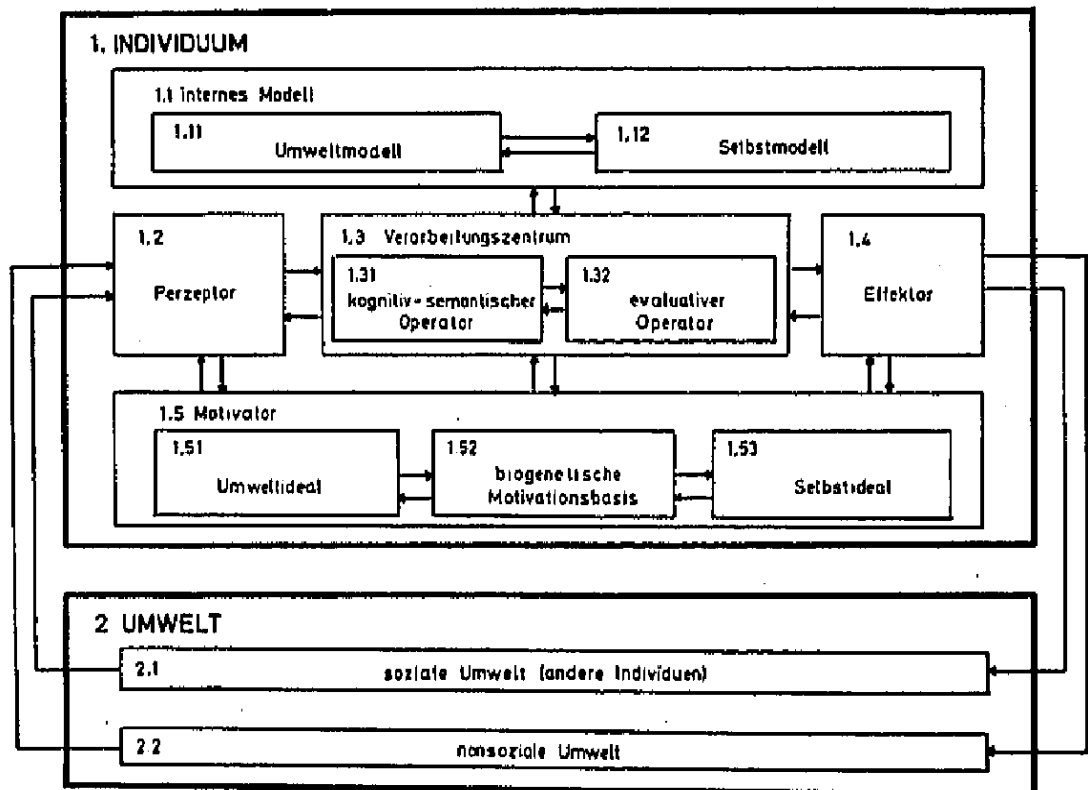 1. INDIVIDUUM
1.1 internes Modell
1.11
Umweltmodell
1.12
Selbstmodell
1.2
Perzeptor
1.3 Verarbeitungszentrum
1.31
kognitiv-semantischer
Operator
1.32
evaluativer
Operator
1.4
Effektor
1.5 Motivator
1.51
Umweltideal
1.52
biogenetische
Motivationsbasis
1.53
Selbstideal
2 UMWELT
2.1
soziale Umwelt (andere Individuen)
2.2
nonsoziale Umwelt